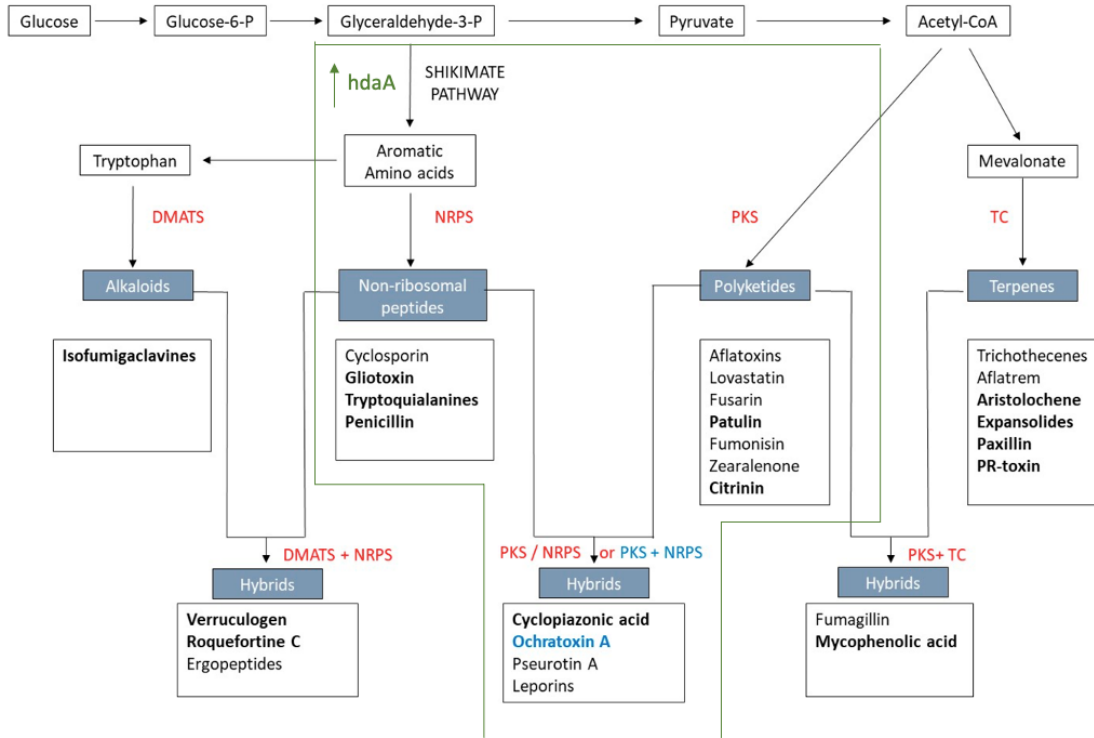 Glucose
Glucose-6-P
Glyceraldehyde-3-P
Pyruvate
Acetyl-CoA
hdaA
SHIKIMATE
PATHWAY
Tryptophan
Aromatic
Amino acids
Mevalonate
DMATS
NRPS
PKS
TC
Alkaloids
Non-ribosomal
peptides
Polyketides
Terpenes
Isofumigaclavines
Cyclosporin
Gliotoxin
Tryptoquialanines
Penicillin
Aflatoxins
Lovastatin
Fusarin
Patulin
Fumonisin
Zearalenone
Citrinin
Trichothecenes
Aflatrem
Aristolochene
Expansolides
Paxillin
PR-toxin
DMATS + NRPS
PKS / NRPS or PKS + NRPS
PKS+ TC
Hybrids
Hybrids
Hybrids
Verruculogen
Roquefortine C
Ergopeptides
Cyclopiazonic acid
Ochratoxin A
Pseurotin A
Leporins
Fumagillin
Mycophenolic acid